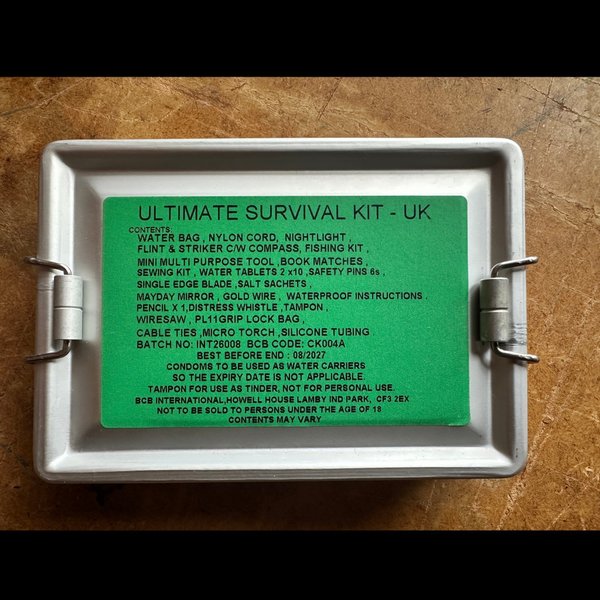 ULTIMATE SURVIVAL KIT - UK
CONTENTS:
WATER BAG , NYLON CORD, NIGHTLIGHT ,
FLINT & STRIKER C/W COMPASS, FISHING KIT ,
MINI MULTI PURPOSE TOOL ,BOOK MATCHES ,
SEWING KIT , WATER TABLETS 2 x10 ,SAFETY PINS 6s ,
SINGLE EDGE BLADE ,SALT SACHETS ,
MAYDAY MIRROR , GOLD WIRE , WATERPROOF INSTRUCTIONS .
PENCIL X 1,DISTRESS WHISTLE ,TAMPON ,
WIRESAW , PL11GRIP LOCK BAG ,
CABLE TIES ,MICRO TORCH ,SILICONE TUBING .
BATCH NO: INT26008 BCB CODE: CK004A
BEST BEFORE END : 08/2027
CONDOMS TO BE USED AS WATER CARRIERS
SO THE EXPIRY DATE IS NOT APPLICABLE.
TAMPON FOR USE AS TINDER, NOT FOR PERSONAL USE.
BCB INTERNATIONAL,HOWELL HOUSE LAMBY IND PARK, CF3 2EX
NOT TO BE SOLD TO PERSONS UNDER THE AGE OF 18
CONTENTS MAY VARY